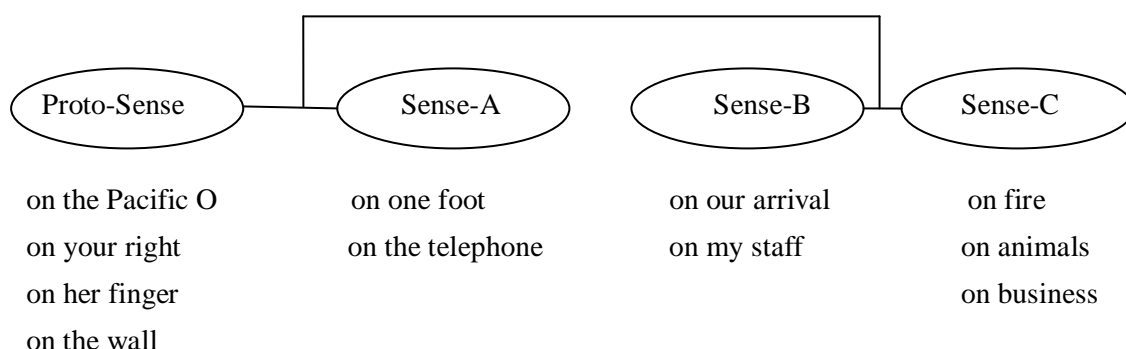 Proto-Sense Sense-A Sense-B Sense-C
on the Pacific O on one foot on our arrival on fire
on your right on the telephone on my staff on animals
on her finger on business
on the wall